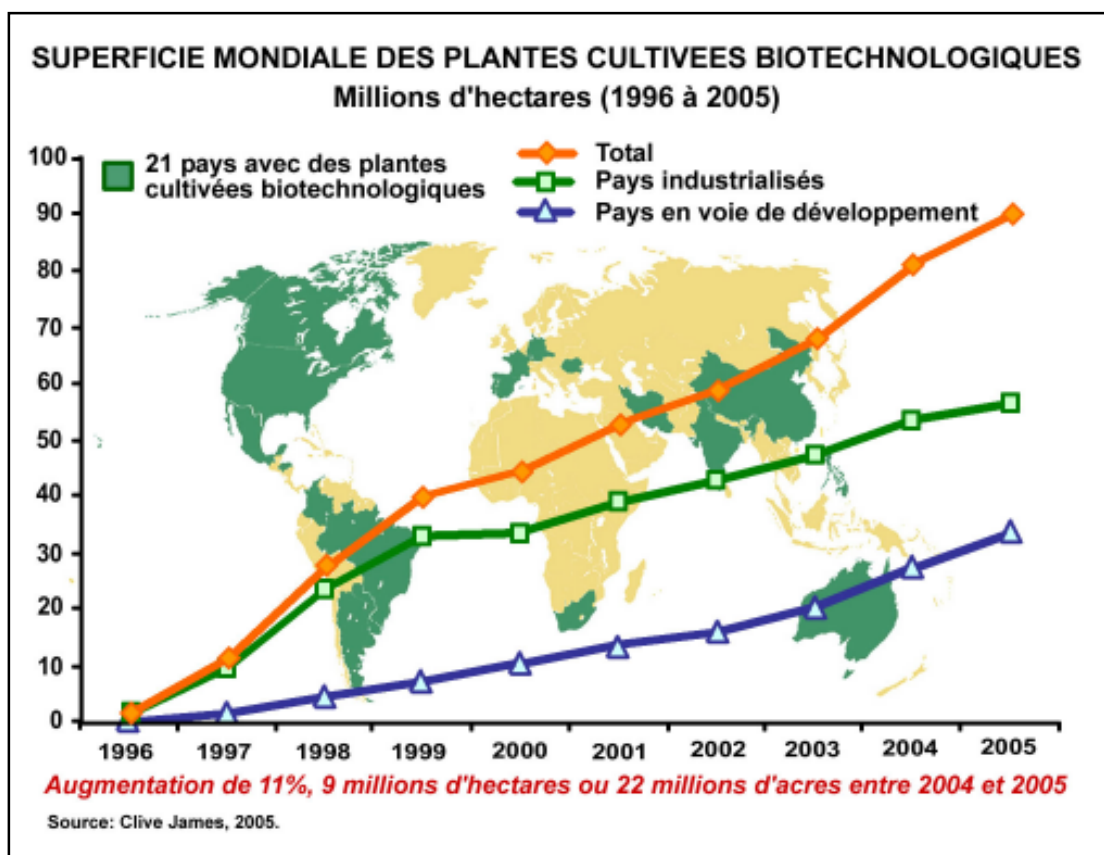 SUPERFICIE MONDIALE DES PLANTES CULTIVEES BIOTECHNOLOGIQUES
Millions d'hectares (1996 à 2005)
21 pays avec des plantes
cultivées biotechnologiques
Total
Pays industrialisés
Pays en voie de développement
100
90
80
70
60
50
40
30
20
10
0
1996 1997 1998 1999 2000 2001 2002 2003 2004 2005
Augmentation de 11%, 9 millions d'hectares ou 22 millions d'acres entre 2004 et 2005
Source: Clive James, 2005.